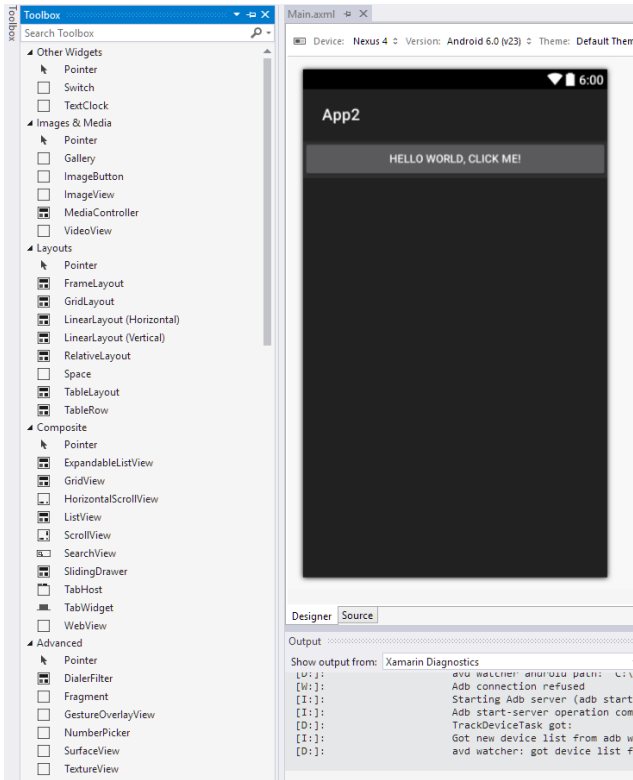 Toolbox
Toolbox
Search Toolbox
Other Widgets
Pointer
Switch
TextClock
Images & Media
Pointer
Gallery
ImageButton
ImageView
MediaController
VideoView
Layouts
Pointer
FrameLayout
GridLayout
LinearLayout (Horizontal)
LinearLayout (Vertical)
RelativeLayout
Space
TableLayout
TableRow
Composite
Pointer
ExpandableListView
GridView
HorizontalScrollView
ListView
ScrollView
SearchView
SlidingDrawer
TabHost
TabWidget
WebView
Advanced
Pointer
DialerFilter
Fragment
GestureOverlayView
NumberPicker
SurfaceView
TextureView
Main.axml
Device: Nexus 4 Version: Android 6.0 (v23) Theme: Default Them
6:00
App2
HELLO WORLD, CLICK ME!
Designer Source
Output
Show output from: Xamarin Diagnostics
[D:]: avd watcher android path: C:\
[W:]: Adb connection refused
[I:]: Starting Adb server (adb start
[I:]: Adb start-server operation com
[D:]: TrackDeviceTask got:
[I:]: Got new device list from adb w
[D:]: avd watcher: got device list f